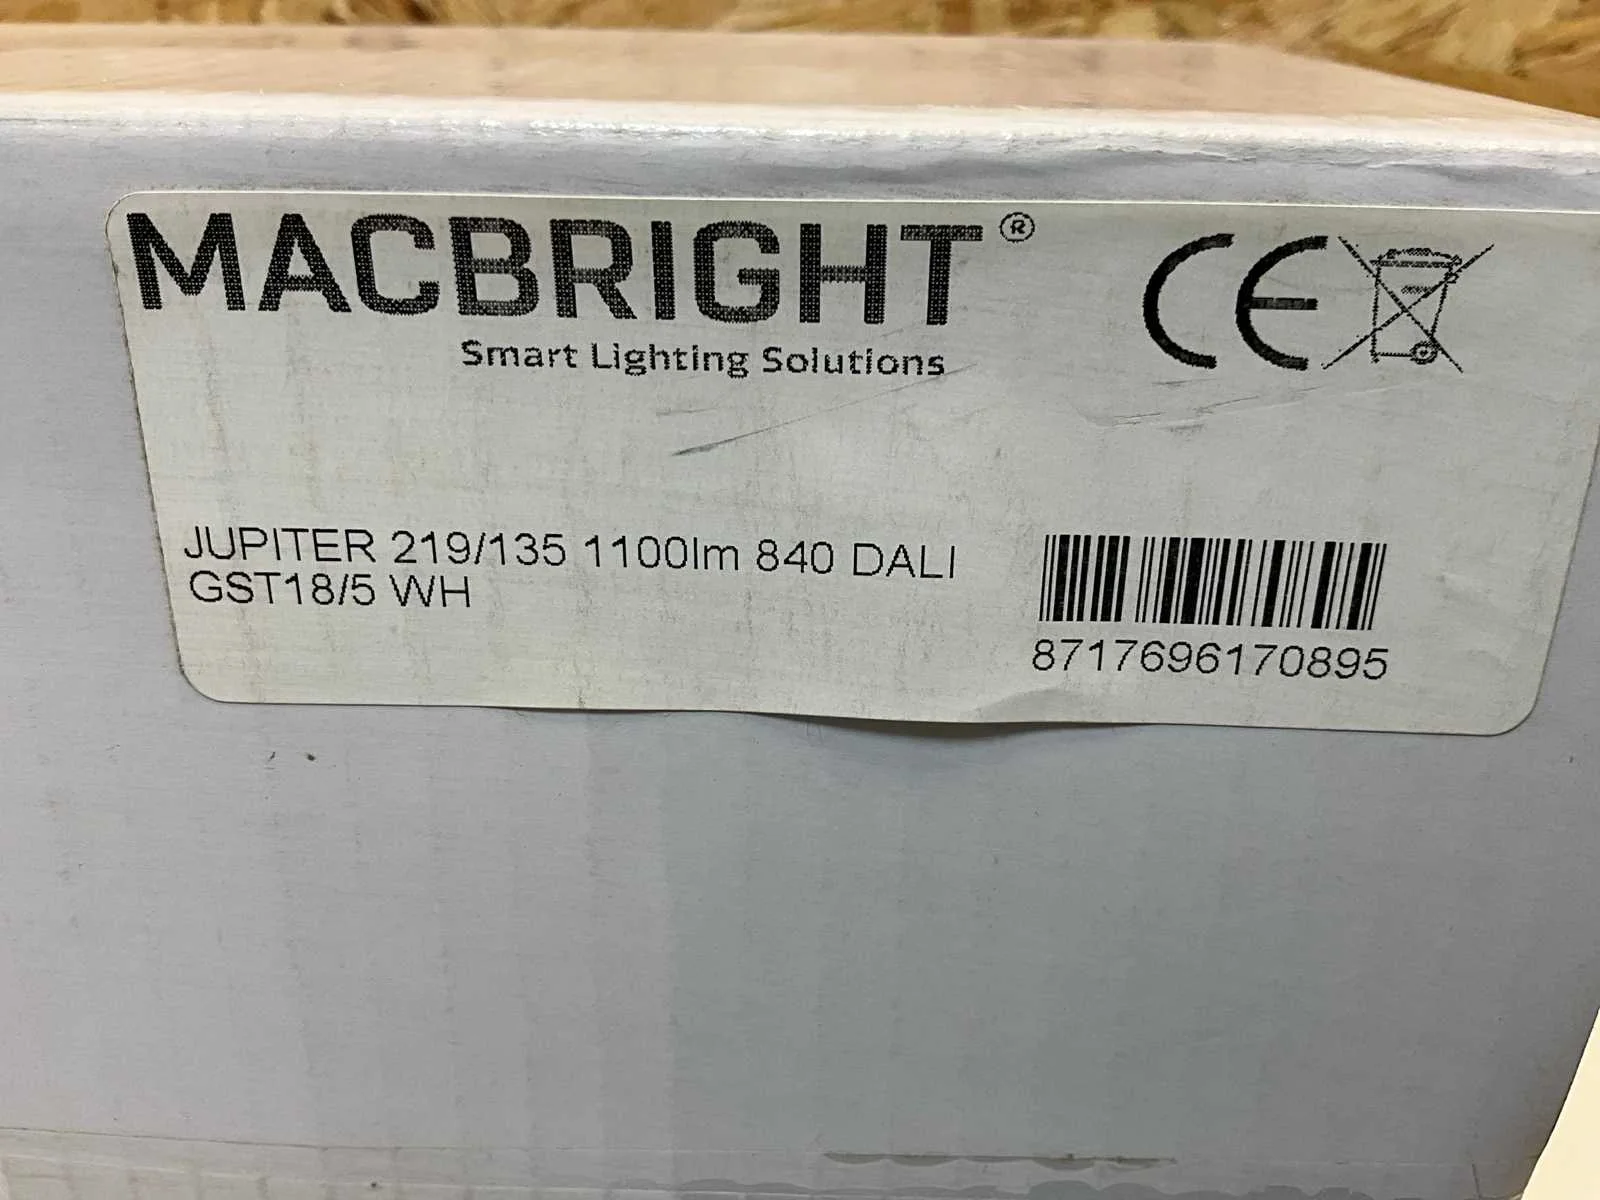 MACBRIGHT®
Smart Lighting Solutions
CE
JUPITER 219/135 1100lm 840 DALI
GST18/5 WH
8717696170895